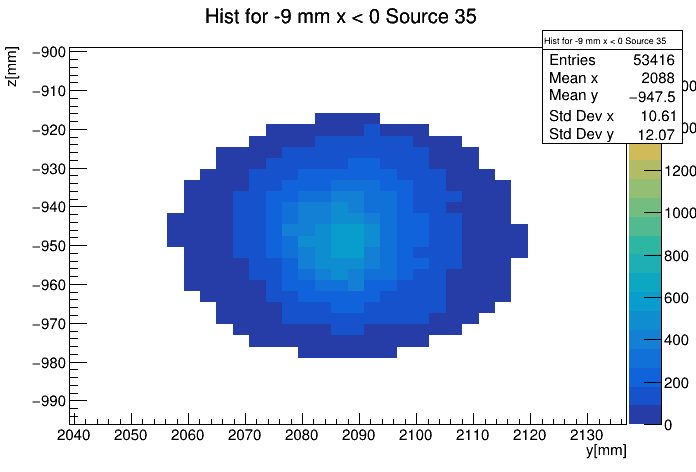 Hist for -9 mm x < 0 Source 35
Hist for -9 mm x < 0 Source 35
Entries 53416
Mean x 2088
Mean y −947.5
Std Dev x 10.61
Std Dev y 12.07
z[mm]
−900
−910
−920
−930
−940
−950
−960
−970
−980
−990
2040 2050 2060 2070 2080 2090 2100 2110 2120 2130
y[mm]
1200
1000
800
600
400
200
0